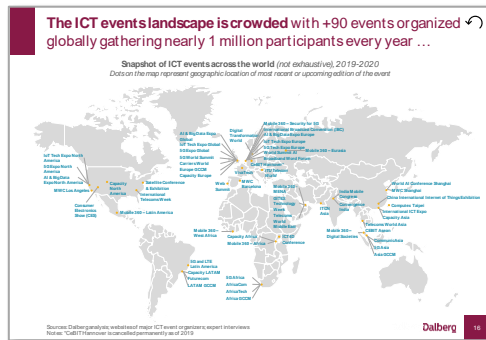 The ICT events landscape is crowded with +90 events organized
globally gathering nearly 1 million participants every year …
Snapshot of ICT events across the world (not exhaustive), 2019-2020
Dots on the map represent geographic location of most recent or upcoming edition of the event
IoT Tech Expo North
America
5G Expo North
America
AI & Big Data
Expo North America
MWC Los Angeles
Consumer
Electronics
Show (CES)
Capacity
North
America
Satellite Conference
& Exhibition
International
Telecoms Week
Mobile 360 – Latin America
5G and LTE
Latin America
Capacity LATAM
Futurecom
LATAM GCCM
AI & Big Data Expo
Global
IoT Tech Expo Global
5G Expo Global
5G World Summit
Carriers World
Europe GCCM
Capacity Europe
Web
Summit
Digital
Transformation
World
VivaTech
MWC
Barcelona
Mobile 360 – Security for 5G
International Broadcast Convention (IBC)
AI & Big Data Expo Europe
IoT Tech Expo Europe
5G Tech Expo Europe
World Summit AI
Broadband World Forum
Mobile 360 – Eurasia
CEBIT Hannover
ITU Telecom
World
Mobile 360 –
MENA
GITEX
Technology
Week
Telecoms
World
Middle East
Mobile 360 –
West Africa
Capacity Africa
Mobile 360 – Africa
ICT4D
Conference
5G Africa
AfricaCom
AfricaTech
Africa GCCM
India Mobile
Congress
Convergence
India
ITCN
Asia
World AI Conference Shanghai
MWC Shanghai
China International Internet of Things Exhibition
Computex Taipei
International ICT Expo
Capacity Asia
Telecoms World Asia
CEBIT Asean
Mobile 360 –
Digital Societies
CommunicAsia
5G Asia
Asia GCCM
Sources: Dalberg analysis; websites of major ICT event organizers; expert interviews
Notes: *CeBIT Hannover is cancelled permanently as of 2019
Dalberg
16